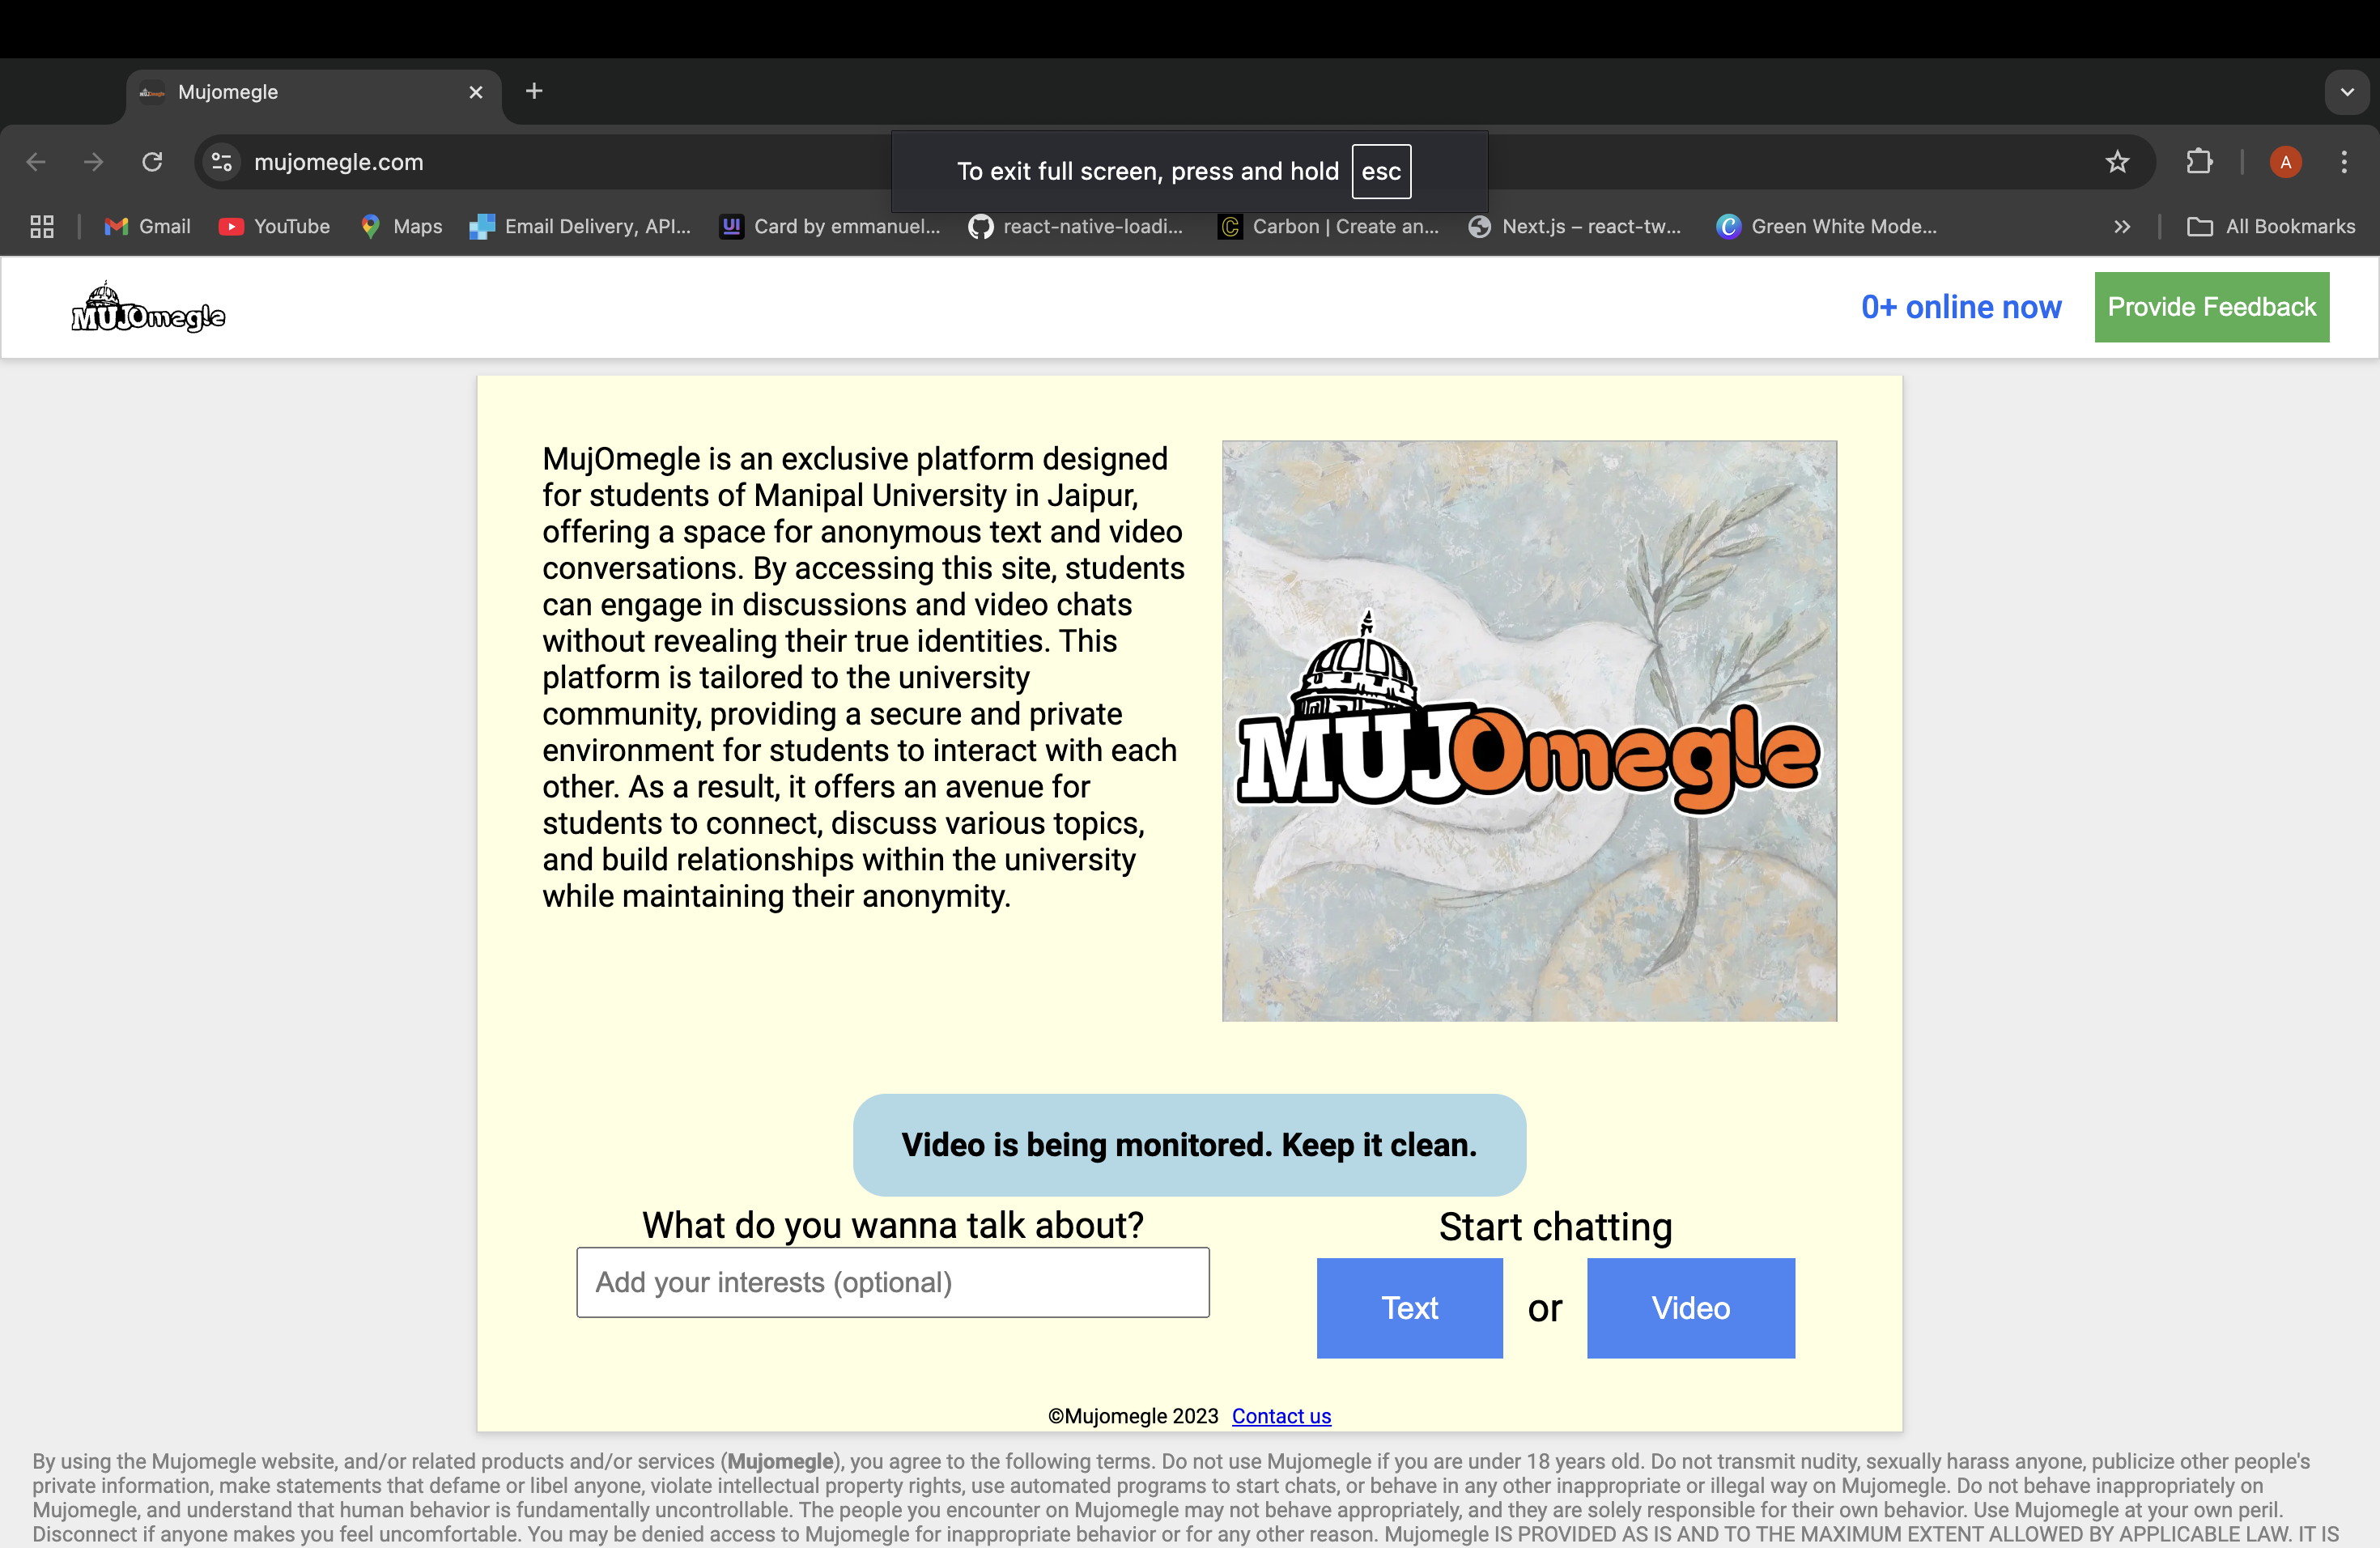 Mujomegle
mujomegle.com
To exit full screen, press and hold esc
A
Gmail
YouTube
Maps
Email Delivery, API...
UI
Card by emmanuel...
react-native-loadi...
C
Carbon | Create an...
Next.js – react-tw...
C
Green White Mode...
All Bookmarks
MUJOmegle
0+ online now
Provide Feedback
MujOmegle is an exclusive platform designed
for students of Manipal University in Jaipur,
offering a space for anonymous text and video
conversations. By accessing this site, students
can engage in discussions and video chats
without revealing their true identities. This
platform is tailored to the university
community, providing a secure and private
environment for students to interact with each
other. As a result, it offers an avenue for
students to connect, discuss various topics,
and build relationships within the university
while maintaining their anonymity.
MUJOmegle
Video is being monitored. Keep it clean.
What do you wanna talk about?
Add your interests (optional)
Start chatting
Text or Video
©Mujomegle 2023 Contact us
By using the Mujomegle website, and/or related products and/or services (Mujomegle), you agree to the following terms. Do not use Mujomegle if you are under 18 years old. Do not transmit nudity, sexually harass anyone, publicize other people's
private information, make statements that defame or libel anyone, violate intellectual property rights, use automated programs to start chats, or behave in any other inappropriate or illegal way on Mujomegle. Do not behave inappropriately on
Mujomegle, and understand that human behavior is fundamentally uncontrollable. The people you encounter on Mujomegle may not behave appropriately, and they are solely responsible for their own behavior. Use Mujomegle at your own peril.
Disconnect if anyone makes you feel uncomfortable. You may be denied access to Mujomegle for inappropriate behavior or for any other reason. Mujomegle IS PROVIDED AS IS AND TO THE MAXIMUM EXTENT ALLOWED BY APPLICABLE LAW. IT IS